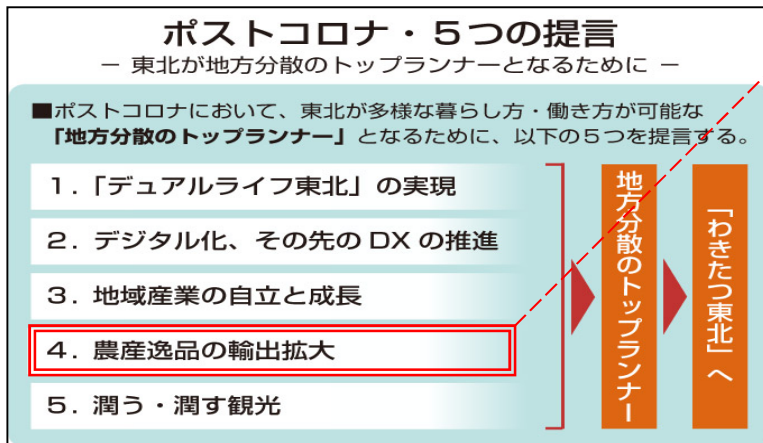 ポストコロナ・５つの提言
－ 東北が地方分散のトップランナーとなるために －
■ポストコロナにおいて、東北が多様な暮らし方・働き方が可能な
「地方分散のトップランナー」となるために、以下の５つを提言する。
１．「デュアルライフ東北」の実現
２．デジタル化、その先の DX の推進
３．地域産業の自立と成長
４．農産逸品の輸出拡大
５．潤う・潤す観光
地方分散のトップランナー
「わきたつ東北」へ